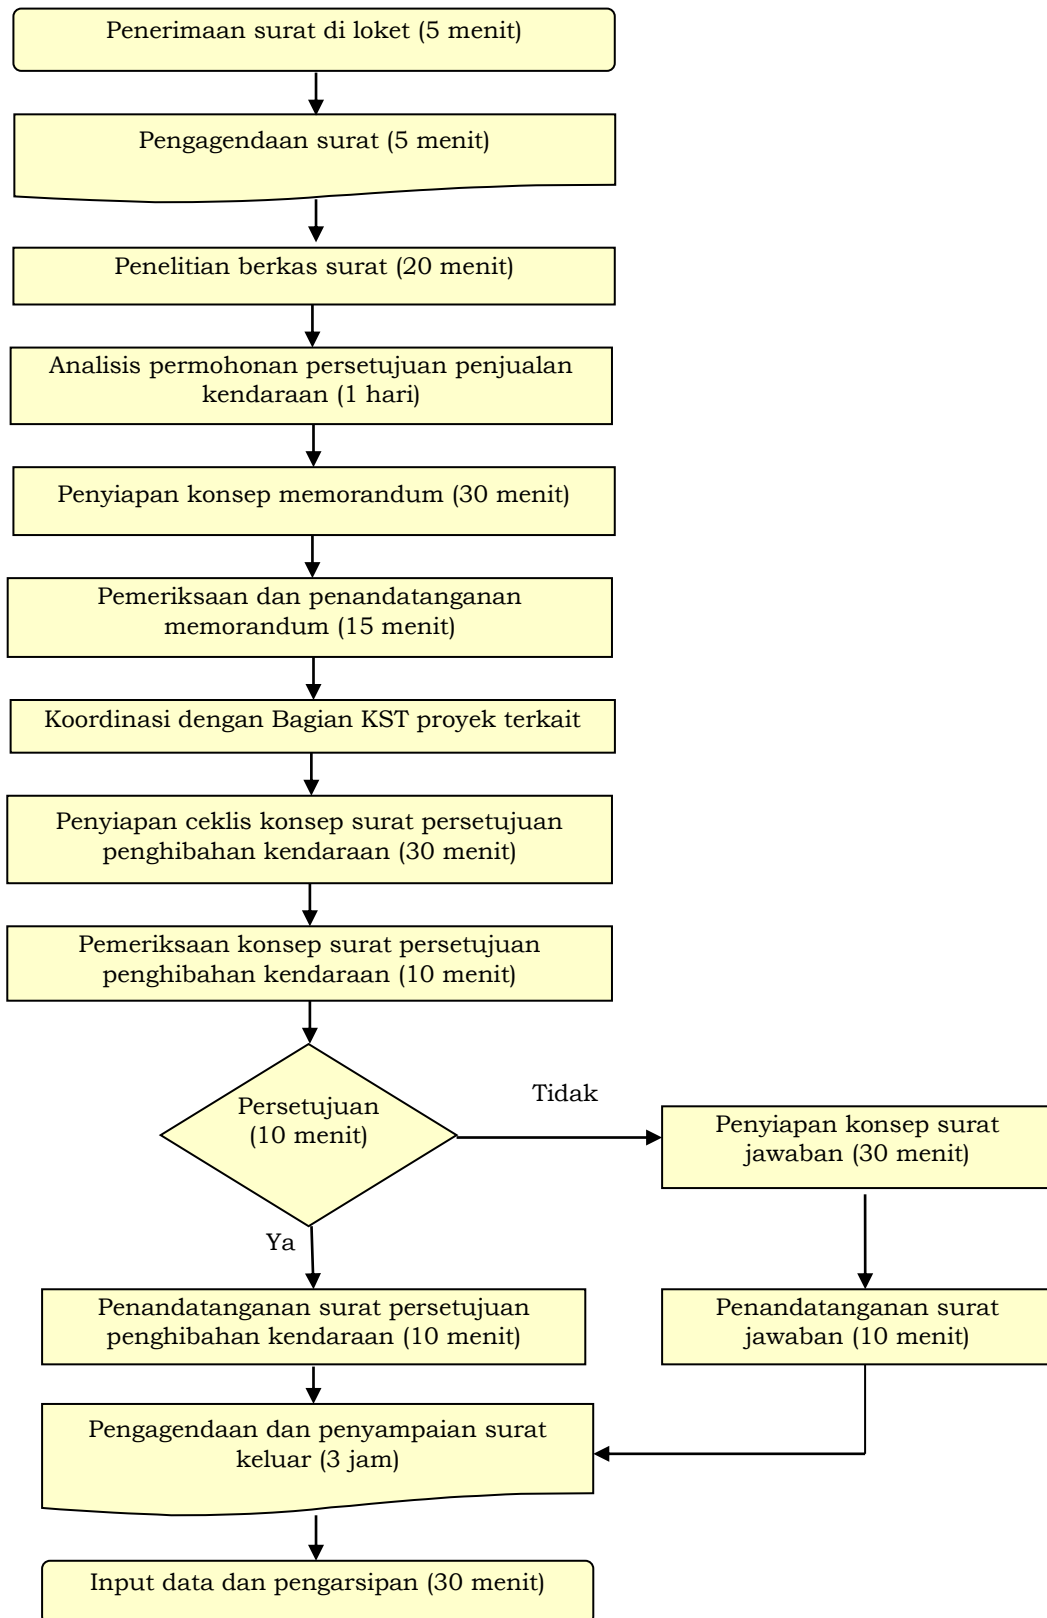 Penerimaan surat di loket (5 menit)
Pengagendaan surat (5 menit)
Penelitian berkas surat (20 menit)
Analisis permohonan persetujuan penjualan
kendaraan (1 hari)
Penyiapan konsep memorandum (30 menit)
Pemeriksaan dan penandatanganan
memorandum (15 menit)
Koordinasi dengan Bagian KST proyek terkait
Penyiapan ceklis konsep surat persetujuan
penghibahan kendaraan (30 menit)
Pemeriksaan konsep surat persetujuan
penghibahan kendaraan (10 menit)
Persetujuan
(10 menit)
Tidak
Penyiapan konsep surat
jawaban (30 menit)
Ya
Penandatanganan surat persetujuan
penghibahan kendaraan (10 menit)
Penandatanganan surat
jawaban (10 menit)
Pengagendaan dan penyampaian surat
keluar (3 jam)
Input data dan pengarsipan (30 menit)